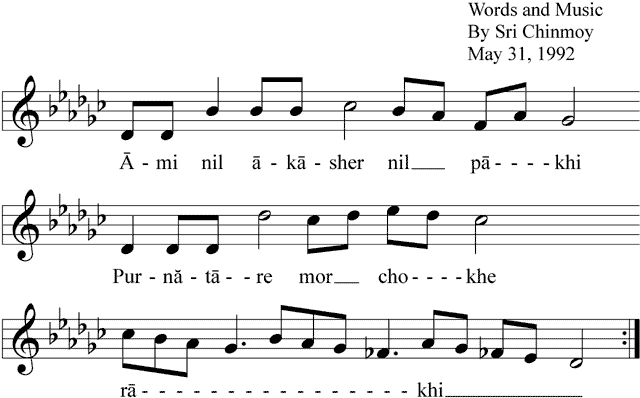 Words and Music
By Sri Chinmoy
May 31, 1992
Ā - mi nil ā - kā - sher nil___ pā - - - - khi
Pur - nă - tā - - re mor___ cho - - - - khe
rā - - - - - - - - - - - - - - - - - - khi___________